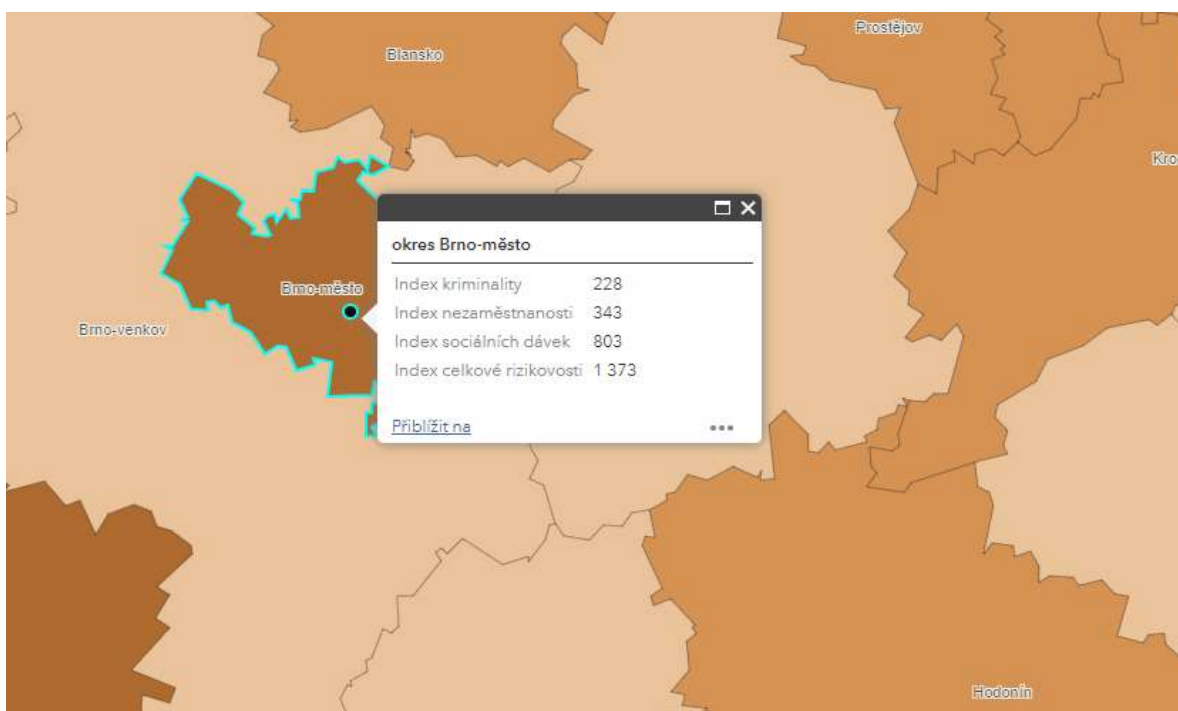 Prostějov
Blansko
Kro
okres Brno-město
Index kriminality 228
Index nezaměstnanosti 343
Index sociálních dávek 803
Index celkové rizikovosti 1 373
Přiblížit na
Brno-město
Brno-venkov
Hodonín